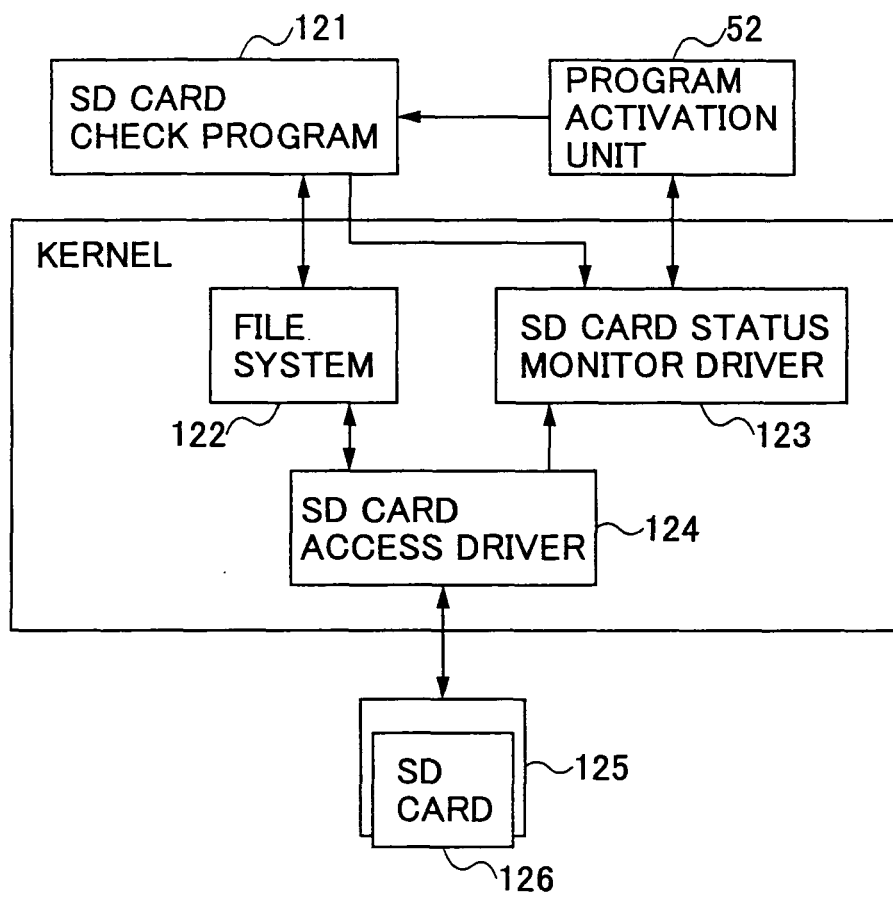 121
52
SD CARD
CHECK PROGRAM
PROGRAM
ACTIVATION
UNIT
KERNEL
FILE
SYSTEM
SD CARD STATUS
MONITOR DRIVER
122
123
SD CARD
ACCESS DRIVER
124
SD
CARD
125
126